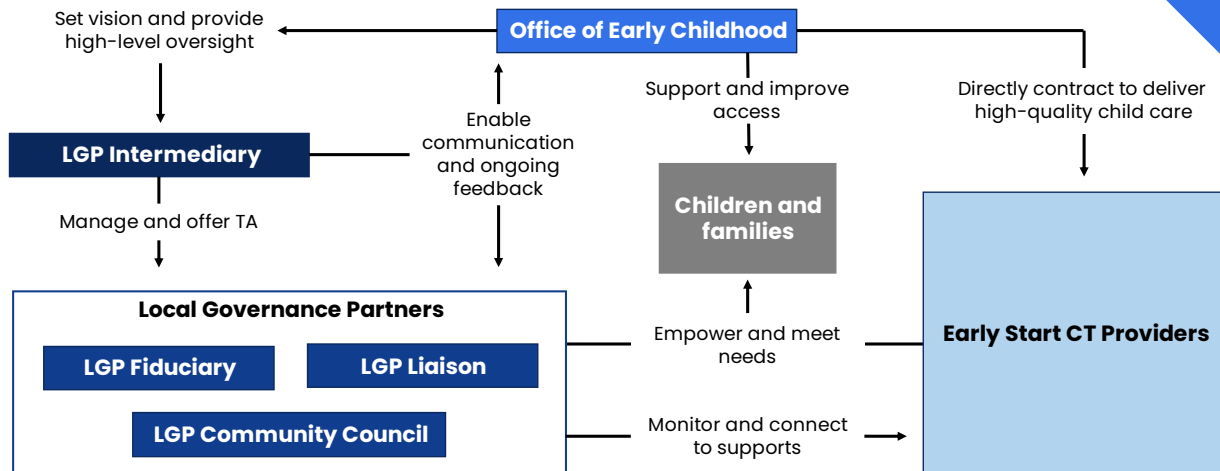 Set vision and provide
high-level oversight
Office of Early Childhood
Support and improve
access
Directly contract to deliver
high-quality child care
Enable
communication
and ongoing
feedback
LGP Intermediary
Manage and offer TA
Children and
families
Local Governance Partners
LGP Fiduciary
LGP Liaison
LGP Community Council
Empower and meet
needs
Monitor and connect
to supports
Early Start CT Providers